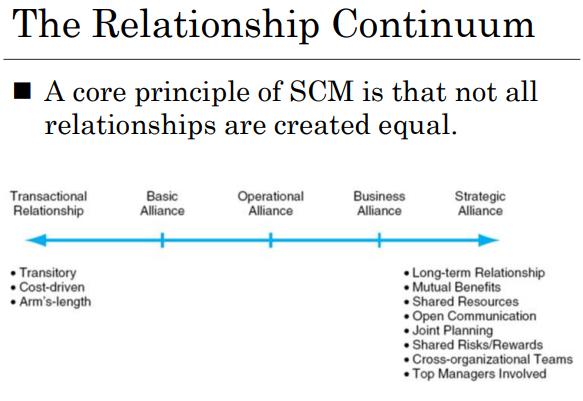 The Relationship Continuum
■ A core principle of SCM is that not all
relationships are created equal.
Transactional Relationship
Basic Alliance
Operational Alliance
Business Alliance
Strategic Alliance
• Transitory
• Cost-driven
• Arm's-length
• Long-term Relationship
• Mutual Benefits
• Shared Resources
• Open Communication
• Joint Planning
• Shared Risks/Rewards
• Cross-organizational Teams
• Top Managers Involved